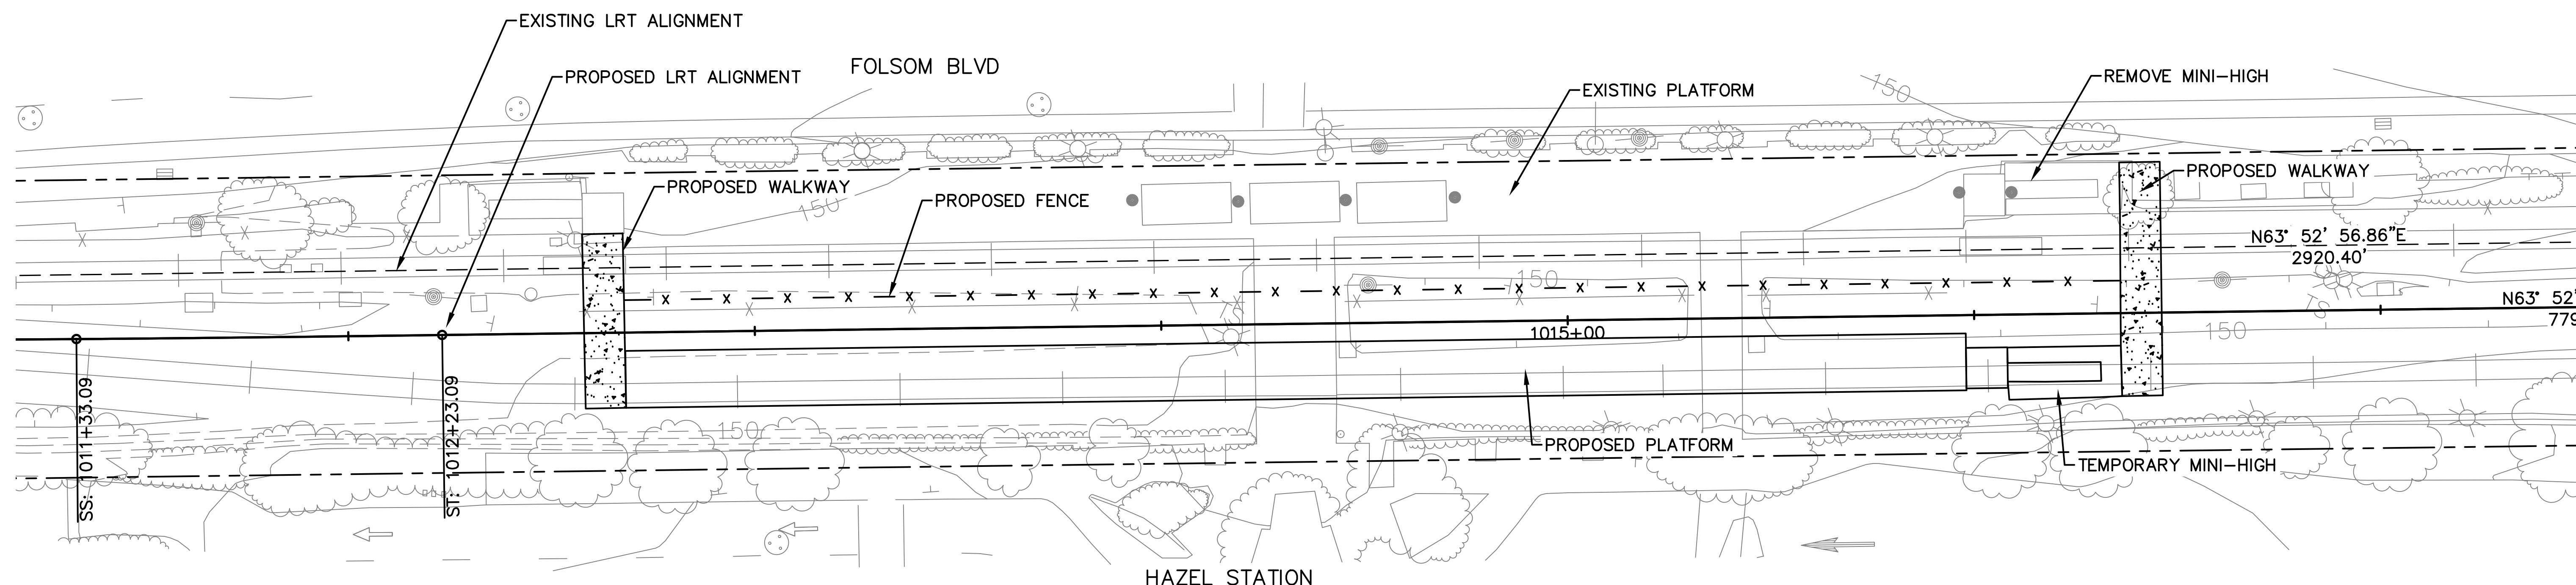 EXISTING LRT ALIGNMENT
PROPOSED LRT ALIGNMENT
FOLSOM BLVD
EXISTING PLATFORM
150
REMOVE MINI-HIGH
PROPOSED WALKWAY
150
PROPOSED FENCE
PROPOSED WALKWAY
N63° 52' 56.86"E
2920.40'
150
N63° 52'
779
1015+00
150
SS: 1011+33.09
ST: 1012+23.09
150
PROPOSED PLATFORM
TEMPORARY MINI-HIGH
HAZEL STATION